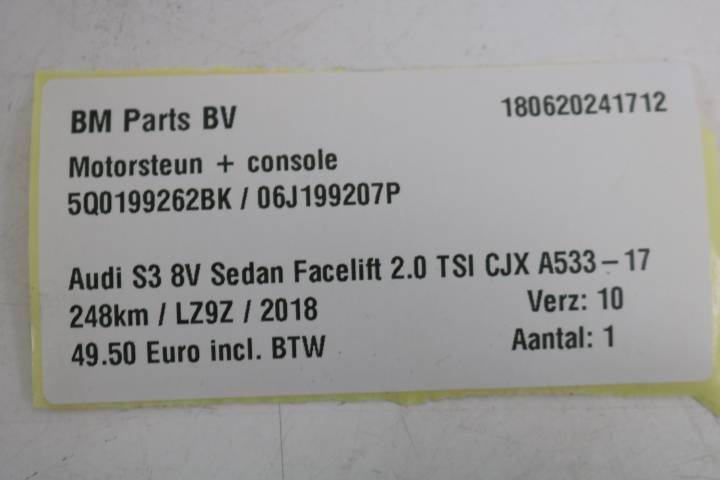 BM Parts BV 180620241712
Motorsteun + console
5Q0199262BK / 06J199207P
Audi S3 8V Sedan Facelift 2.0 TSI CJX A533-17
248km / LZ9Z / 2018 Verz: 10
49.50 Euro incl. BTW Aantal: 1